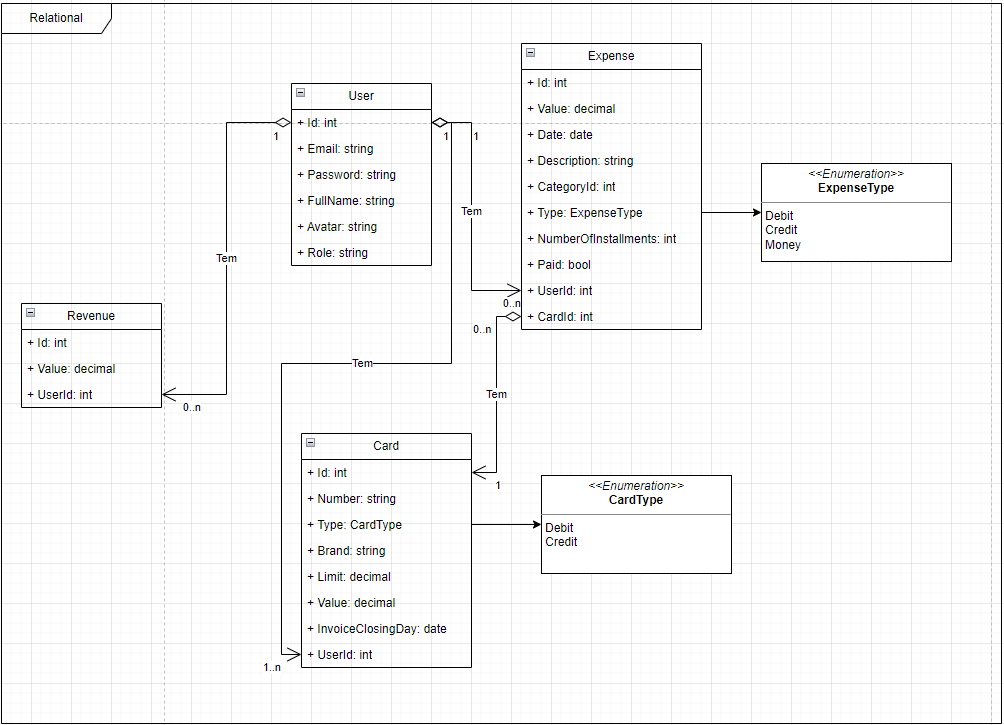 Relational
User
+ Id: int
+ Email: string
+ Password: string
+ FullName: string
+ Avatar: string
+ Role: string
1
1
1
Tem
Tem
Tem
Expense
+ Id: int
+ Value: decimal
+ Date: date
+ Description: string
+ CategoryId: int
+ Type: ExpenseType
+ NumberOfInstallments: int
+ Paid: bool
+ UserId: int
+ CardId: int
0..n
0..n
Tem
1
<<Enumeration>>
ExpenseType
Debit
Credit
Money
Revenue
+ Id: int
+ Value: decimal
+ UserId: int
0..n
Card
+ Id: int
+ Number: string
+ Type: CardType
+ Brand: string
+ Limit: decimal
+ Value: decimal
+ InvoiceClosingDay: date
+ UserId: int
1..n
<<Enumeration>>
CardType
Debit
Credit